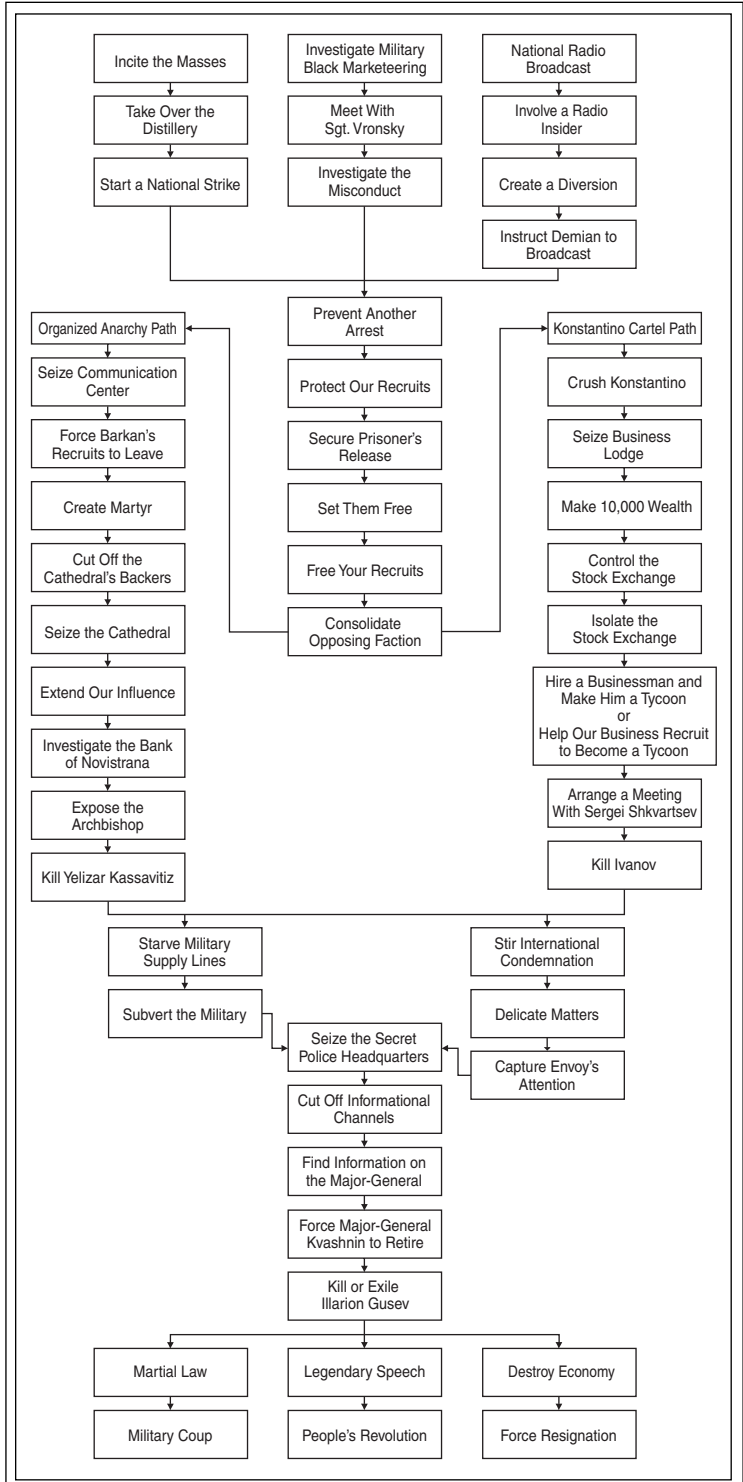 Incite the Masses
Take Over the
Distillery
Start a National Strike
Investigate Military
Black Marketeering
Meet With
Sgt. Vronsky
Investigate the
Misconduct
National Radio
Broadcast
Involve a Radio
Insider
Create a Diversion
Instruct Demian to
Broadcast
Prevent Another
Arrest
Protect Our Recruits
Secure Prisoner's
Release
Set Them Free
Free Your Recruits
Consolidate
Opposing Faction
Organized Anarchy Path
Seize Communication
Center
Force Barkan's
Recruits to Leave
Create Martyr
Cut Off the
Cathedral's Backers
Seize the Cathedral
Extend Our Influence
Investigate the Bank
of Novistrana
Expose the
Archbishop
Kill Yelizar Kassavitiz
Konstantino Cartel Path
Crush Konstantino
Seize Business
Lodge
Make 10,000 Wealth
Control the
Stock Exchange
Isolate the
Stock Exchange
Hire a Businessman and
Make Him a Tycoon
or
Help Our Business Recruit
to Become a Tycoon
Arrange a Meeting
With Sergei Shkvartsev
Kill Ivanov
Starve Military
Supply Lines
Subvert the Military
Stir International
Condemnation
Delicate Matters
Capture Envoy's
Attention
Seize the Secret
Police Headquarters
Cut Off Informational
Channels
Find Information on
the Major-General
Force Major-General
Kvashnin to Retire
Kill or Exile
Illarion Gusev
Martial Law
Military Coup
Legendary Speech
People's Revolution
Destroy Economy
Force Resignation